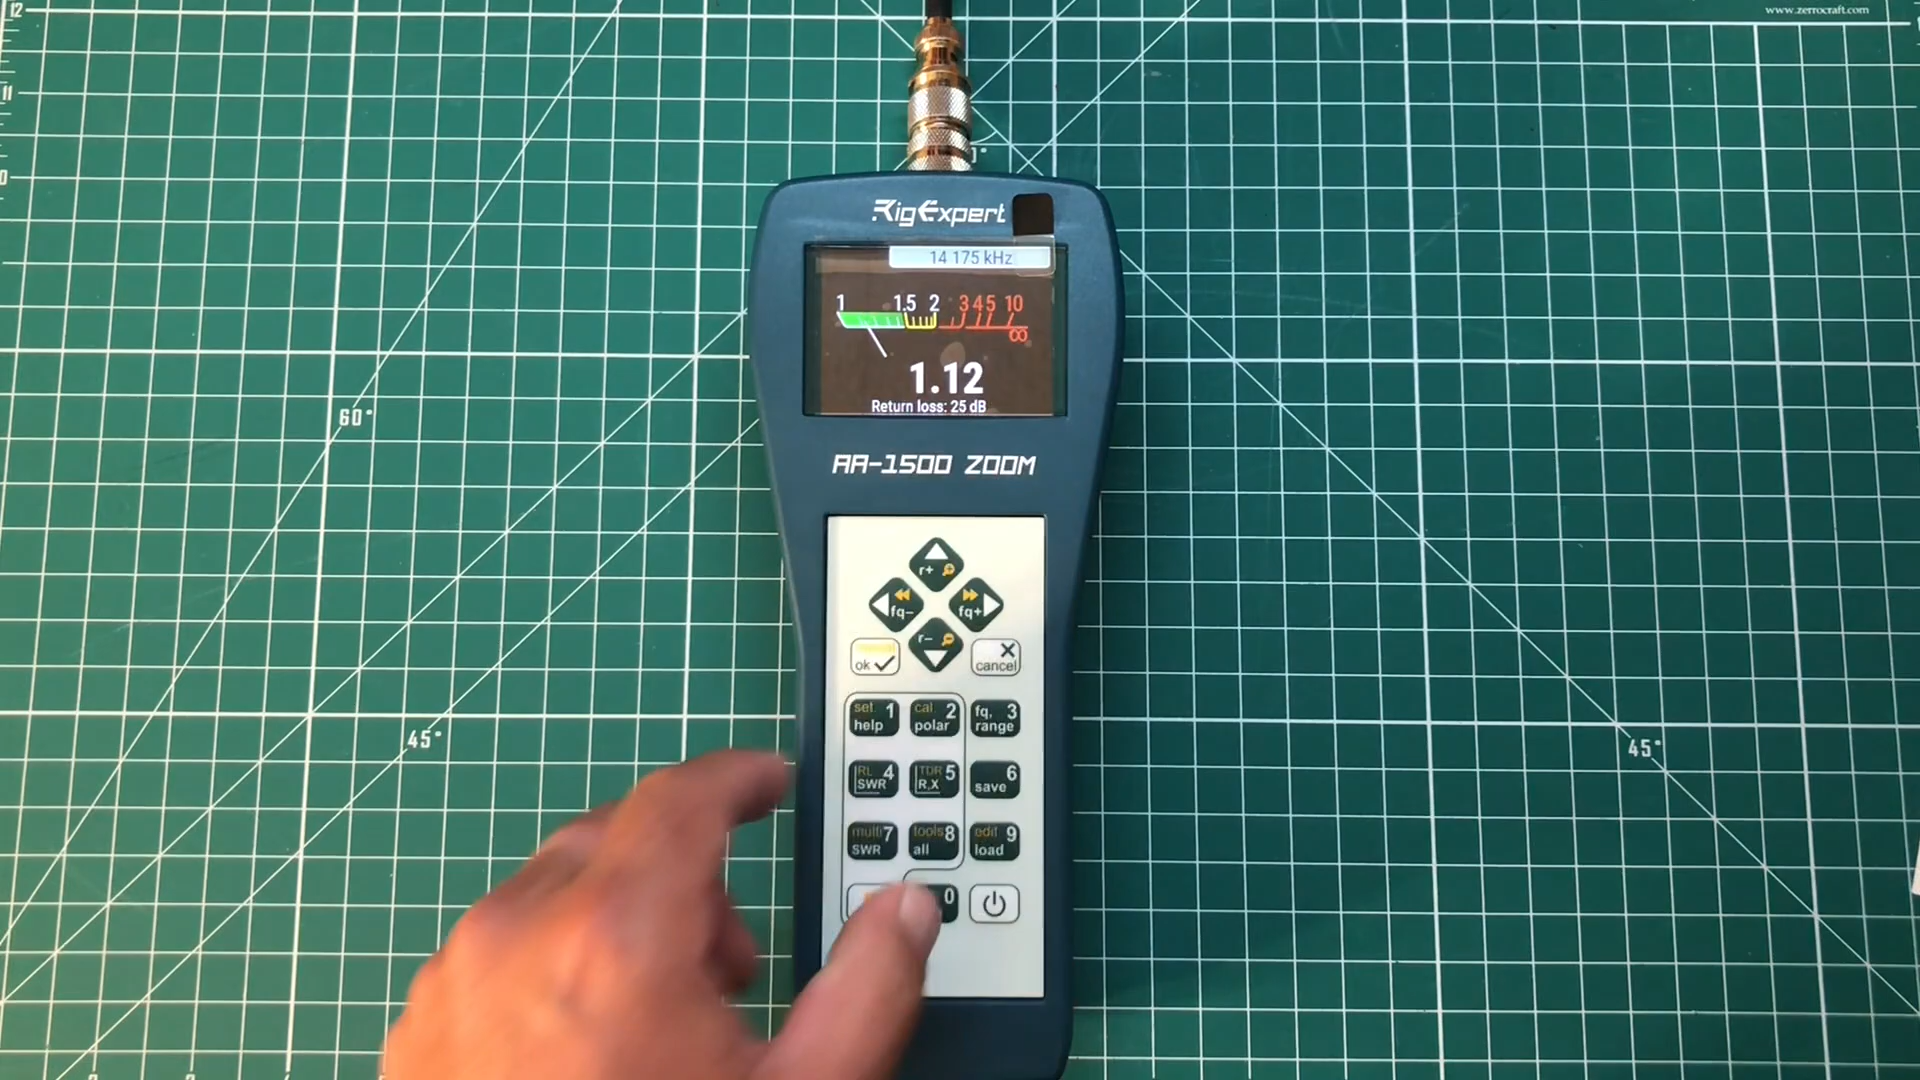 12
www.zerrocraft.com
11
RigExpert
14 175 kHz
1 1.5 2 3 4 5 10
∞
1.12
Return loss: 25 dB
60°
AA-1500 ZOOM
r+
fq− fq+
r−
ok cancel
set 1 cal 2 fq, 3
help polar range
45° 45°
RL 4 TDR 5 6
SWR R,X save
multi 7 tools 8 edit 9
SWR all load
0